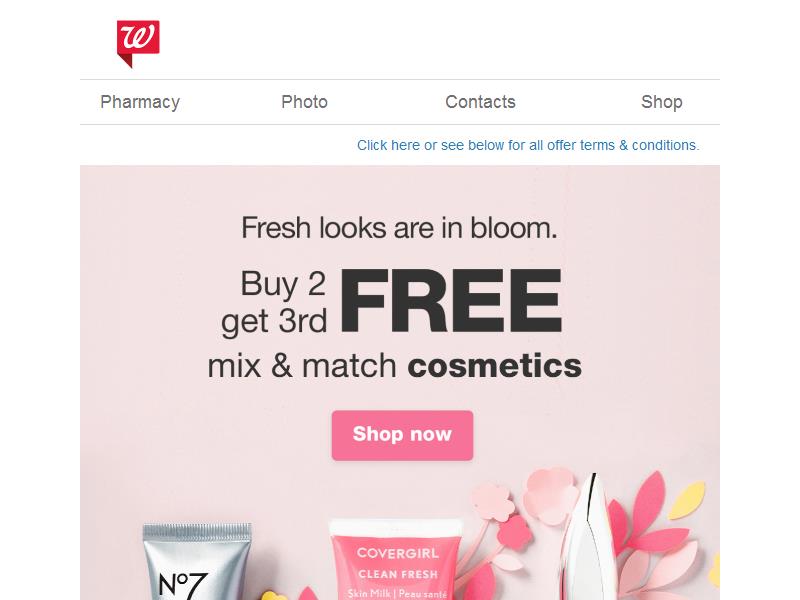 W
Pharmacy Photo Contacts Shop
Click here or see below for all offer terms & conditions.
Fresh looks are in bloom.
Buy 2
get 3rd FREE
mix & match cosmetics
Shop now
Nº7
COVERGIRL
CLEAN FRESH
Skin Milk | Peau santé